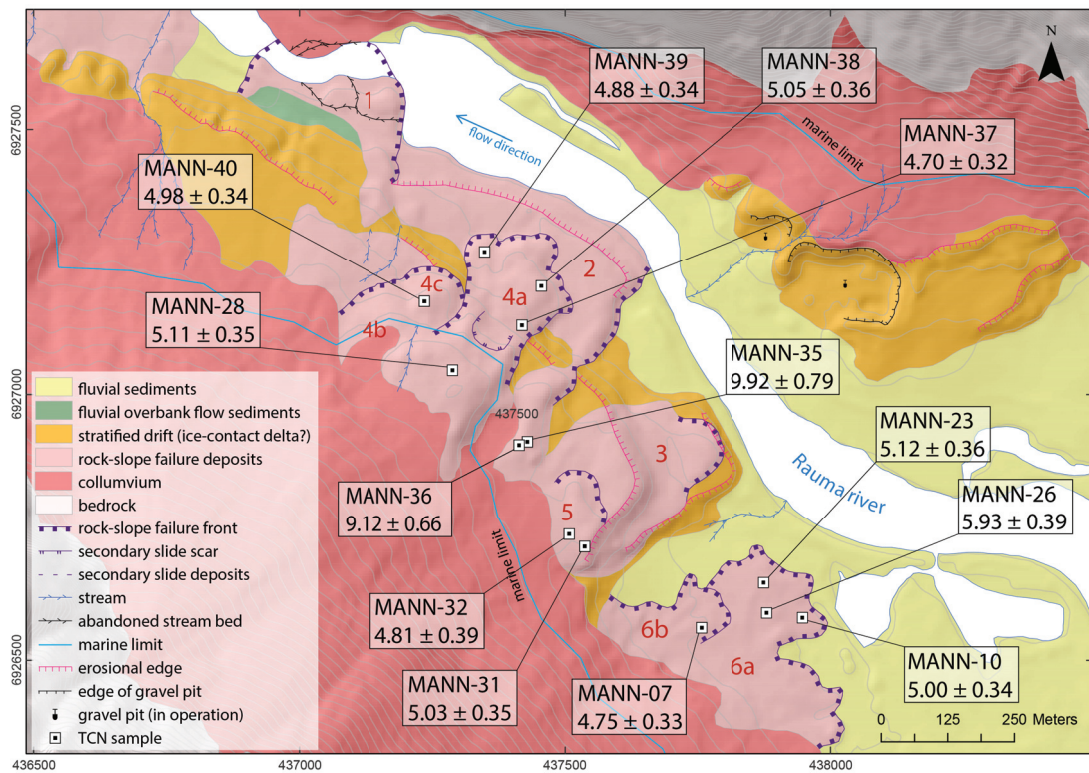 N
MANN-39
4.88 ± 0.34
MANN-38
5.05 ± 0.36
MANN-37
4.70 ± 0.32
marine limit
flow direction
1
MANN-40
4.98 ± 0.34
2
4c
4a
4b
MANN-28
5.11 ± 0.35
MANN-35
9.92 ± 0.79
437500
MANN-23
5.12 ± 0.36
3
Rauma river
MANN-26
5.93 ± 0.39
MANN-36
9.12 ± 0.66
5
marine limit
MANN-32
4.81 ± 0.39
6b
6a
MANN-31
5.03 ± 0.35
MANN-07
4.75 ± 0.33
MANN-10
5.00 ± 0.34
fluvial sediments
fluvial overbank flow sediments
stratified drift (ice-contact delta?)
rock-slope failure deposits
collumvium
bedrock
rock-slope failure front
secondary slide scar
secondary slide deposits
stream
abandoned stream bed
marine limit
erosional edge
edge of gravel pit
gravel pit (in operation)
TCN sample
0 125 250 Meters
6927500
6927000
6926500
436500 437000 437500 438000